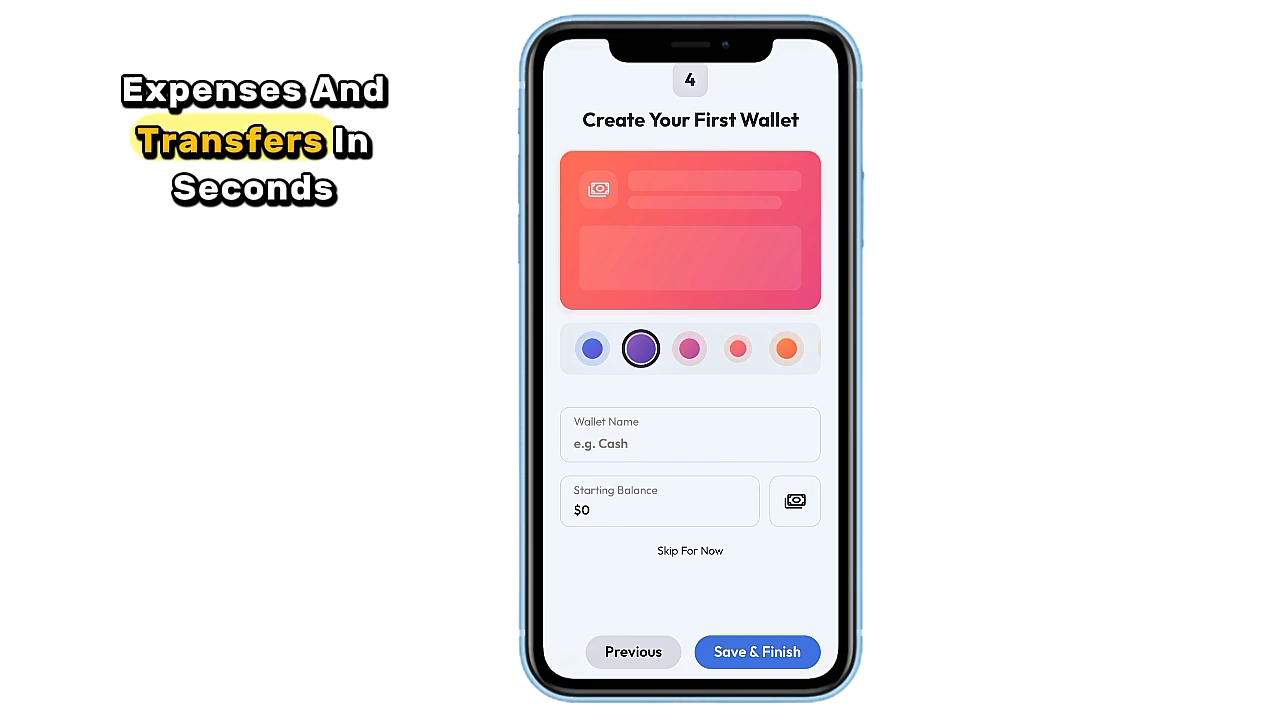 Expenses And
Transfers In
Seconds
4
Create Your First Wallet
Wallet Name
e.g. Cash
Starting Balance
$0
Skip For Now
Previous
Save & Finish